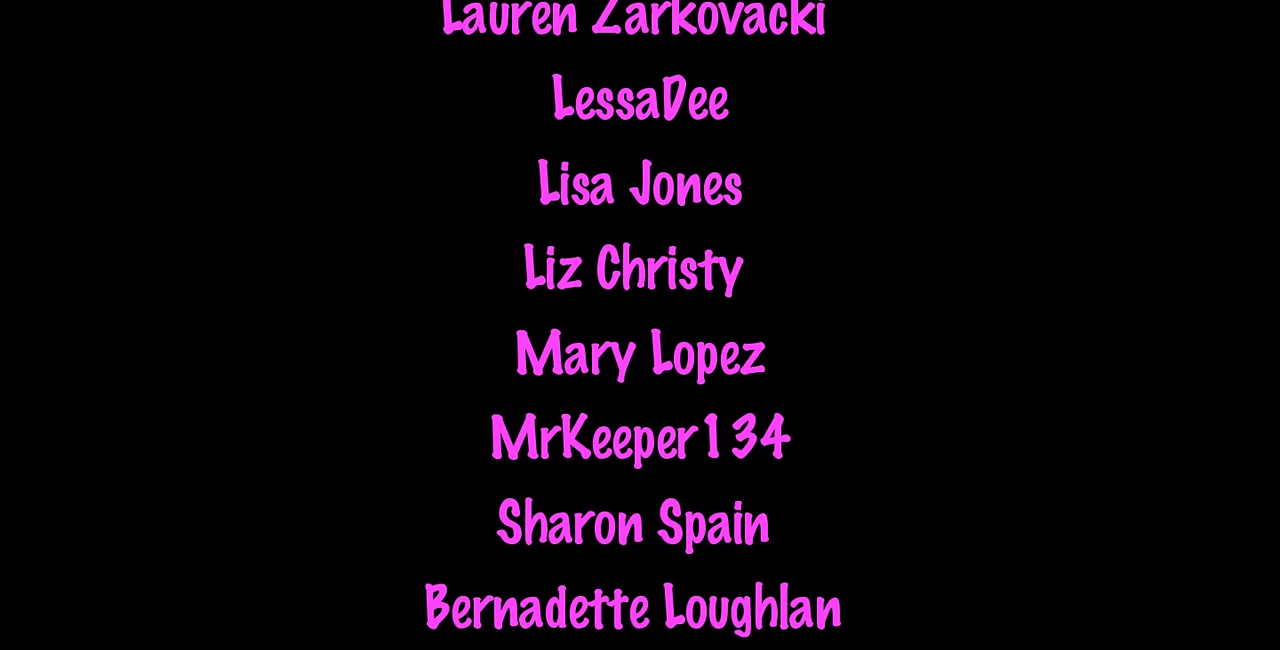 Lauren Zarkovacki
LessaDee
Lisa Jones
Liz Christy
Mary Lopez
MrKeeper134
Sharon Spain
Bernadette Loughlan